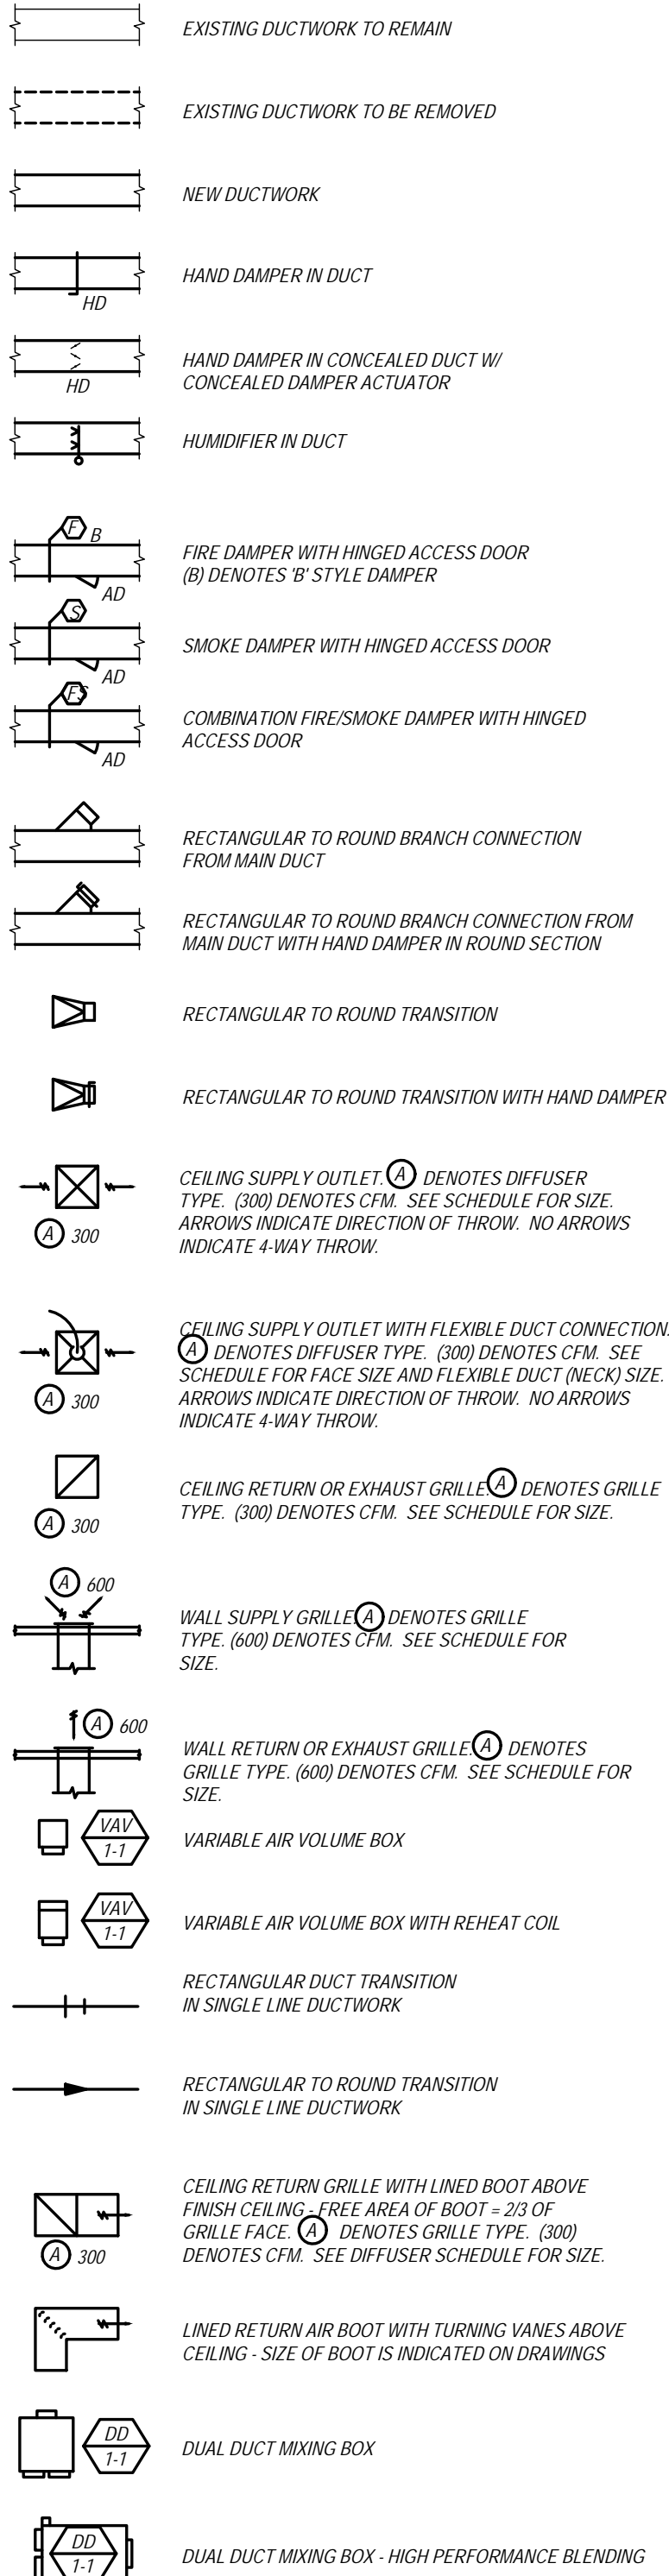 EXISTING DUCTWORK TO REMAIN
EXISTING DUCTWORK TO BE REMOVED
NEW DUCTWORK
HAND DAMPER IN DUCT
HD
HAND DAMPER IN CONCEALED DUCT W/
CONCEALED DAMPER ACTUATOR
HD
HUMIDIFIER IN DUCT
F B
FIRE DAMPER WITH HINGED ACCESS DOOR
(B) DENOTES 'B' STYLE DAMPER
AD
S
SMOKE DAMPER WITH HINGED ACCESS DOOR
AD
FS
COMBINATION FIRE/SMOKE DAMPER WITH HINGED
ACCESS DOOR
AD
RECTANGULAR TO ROUND BRANCH CONNECTION
FROM MAIN DUCT
RECTANGULAR TO ROUND BRANCH CONNECTION FROM
MAIN DUCT WITH HAND DAMPER IN ROUND SECTION
RECTANGULAR TO ROUND TRANSITION
RECTANGULAR TO ROUND TRANSITION WITH HAND DAMPER
CEILING SUPPLY OUTLET. A DENOTES DIFFUSER
TYPE. (300) DENOTES CFM. SEE SCHEDULE FOR SIZE.
ARROWS INDICATE DIRECTION OF THROW. NO ARROWS
INDICATE 4-WAY THROW.
A 300
CEILING SUPPLY OUTLET WITH FLEXIBLE DUCT CONNECTION.
A DENOTES DIFFUSER TYPE. (300) DENOTES CFM. SEE
SCHEDULE FOR FACE SIZE AND FLEXIBLE DUCT (NECK) SIZE.
ARROWS INDICATE DIRECTION OF THROW. NO ARROWS
INDICATE 4-WAY THROW.
A 300
CEILING RETURN OR EXHAUST GRILLE. A DENOTES GRILLE
TYPE. (300) DENOTES CFM. SEE SCHEDULE FOR SIZE.
A 300
A 600
WALL SUPPLY GRILLE. A DENOTES GRILLE
TYPE. (600) DENOTES CFM. SEE SCHEDULE FOR
SIZE.
A 600
WALL RETURN OR EXHAUST GRILLE. A DENOTES
GRILLE TYPE. (600) DENOTES CFM. SEE SCHEDULE FOR
SIZE.
VAV
1-1
VARIABLE AIR VOLUME BOX
VAV
1-1
VARIABLE AIR VOLUME BOX WITH REHEAT COIL
RECTANGULAR DUCT TRANSITION
IN SINGLE LINE DUCTWORK
RECTANGULAR TO ROUND TRANSITION
IN SINGLE LINE DUCTWORK
CEILING RETURN GRILLE WITH LINED BOOT ABOVE
FINISH CEILING - FREE AREA OF BOOT = 2/3 OF
GRILLE FACE. A DENOTES GRILLE TYPE. (300)
DENOTES CFM. SEE DIFFUSER SCHEDULE FOR SIZE.
A 300
LINED RETURN AIR BOOT WITH TURNING VANES ABOVE
CEILING - SIZE OF BOOT IS INDICATED ON DRAWINGS
DD
1-1
DUAL DUCT MIXING BOX
DD
1-1
DUAL DUCT MIXING BOX - HIGH PERFORMANCE BLENDING